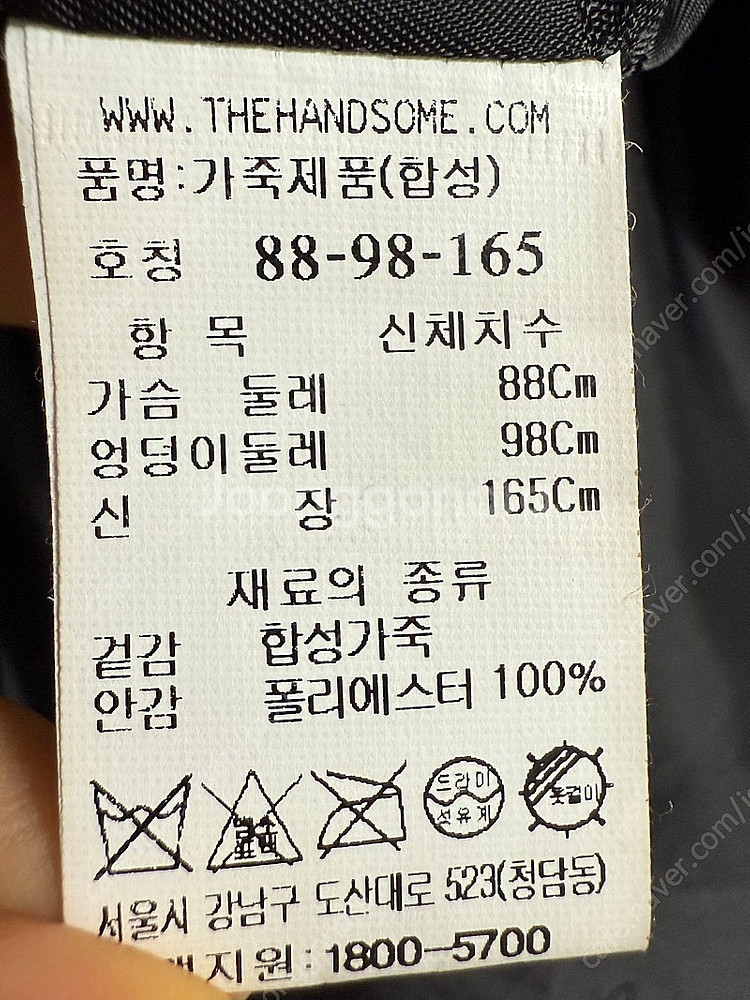 WWW.THEHANDSOME.COM
품명:가죽제품(합성)
호칭 88-98-165
항 목 신체치수
가슴 둘레 88Cm
엉덩이둘레 98Cm
신 장 165Cm
재료의 종류
겉감 합성가죽
안감 폴리에스터 100%
드라이
석유계
옷걸이
서울시 강남구 도산대로 523(청담동)
지원:1800-5700